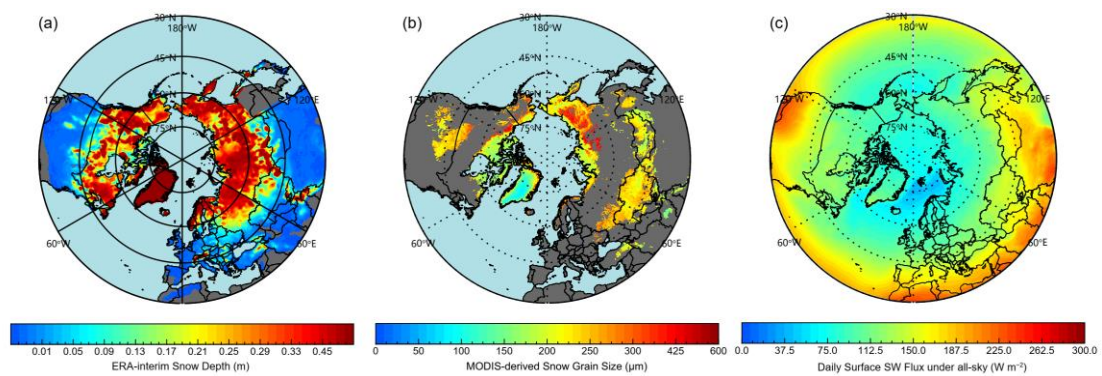 (a)
30°N
180°W
45°N
60°N
75°N
120°W
120°E
60°W
60°E
0.01 0.05 0.09 0.13 0.17 0.21 0.29 0.33 0.45
ERA-interim Snow Depth (m)
(b)
30°N
180°W
45°N
60°N
75°N
120°W
120°E
60°W
60°E
0 50 100 150 200 250 300 425 600
MODIS-derived Snow Grain Size (μm)
(c)
30°N
180°W
45°N
60°N
75°N
120°W
120°E
60°W
60°E
0.0 37.5 75.0 112.5 150.0 187.5 225.0 262.5 300.0
Daily Surface SW Flux under all-sky (W m⁻²)